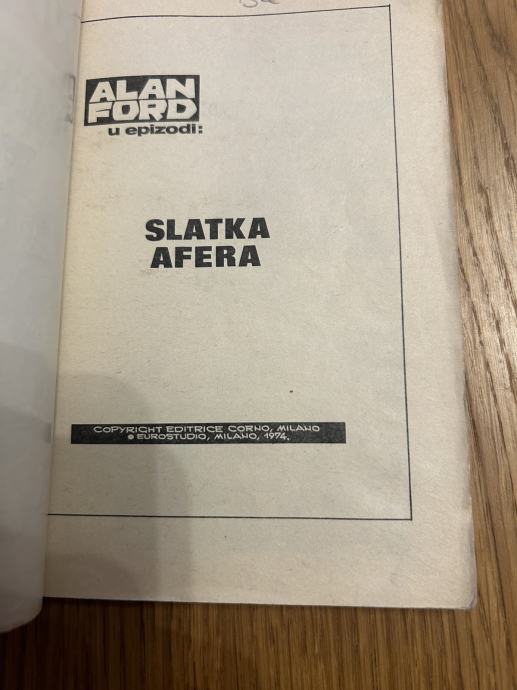 ALAN
FORD
u epizodi:
SLATKA
AFERA
COPYRIGHT EDITRICE CORNO, MILANO
© EUROSTUDIO, MILANO, 1974.